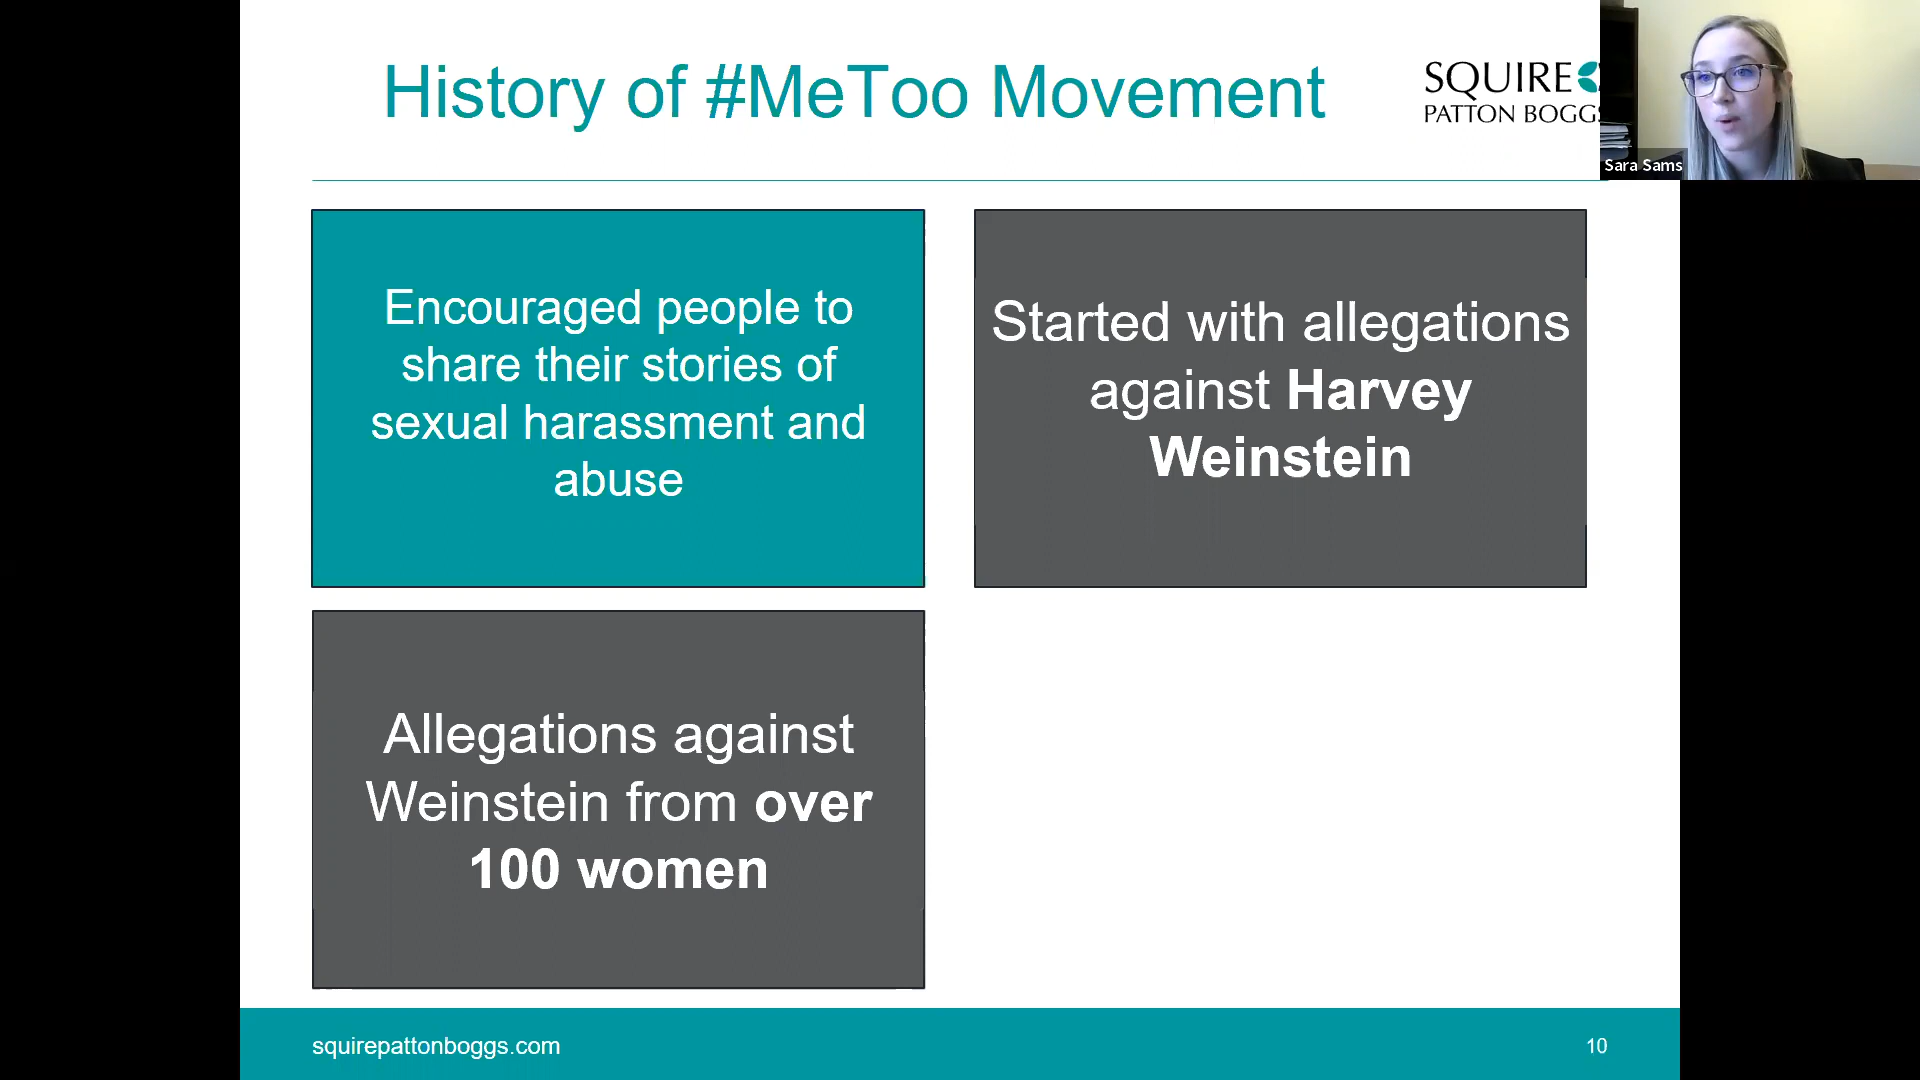 History of #MeToo Movement
SQUIRE
PATTON BOGGS
Sara Sams
Encouraged people to
share their stories of
sexual harassment and
abuse
Started with allegations
against Harvey
Weinstein
Allegations against
Weinstein from over
100 women
squirepattonboggs.com
10